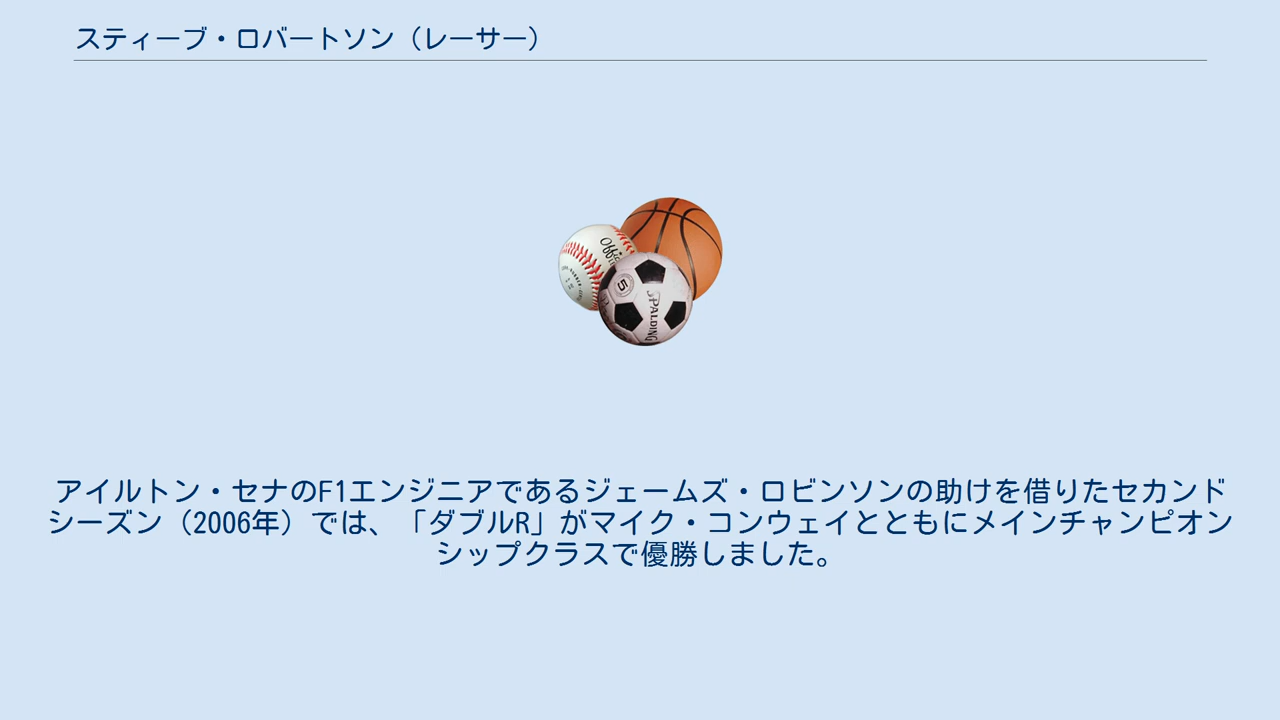 スティーブ・ロバートソン（レーサー）
Offic
5
SPALDING
アイルトン・セナのF1エンジニアであるジェームズ・ロビンソンの助けを借りたセカンド
シーズン（2006年）では、「ダブルR」がマイク・コンウェイとともにメインチャンピオン
シップクラスで優勝しました。